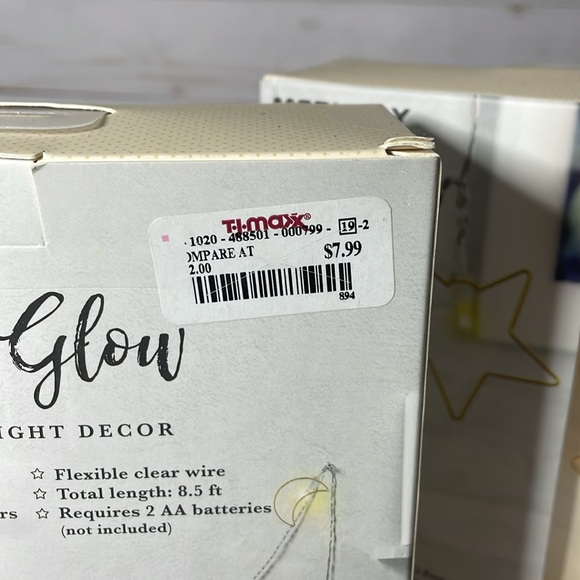 T·J·maxx®
1020 - 488501 - 000799 - 19 -2
OMPARE AT
2.00
$7.99
894
Glow
IGHT DECOR
☆ Flexible clear wire
☆ Total length: 8.5 ft
rs ☆ Requires 2 AA batteries
(not included)